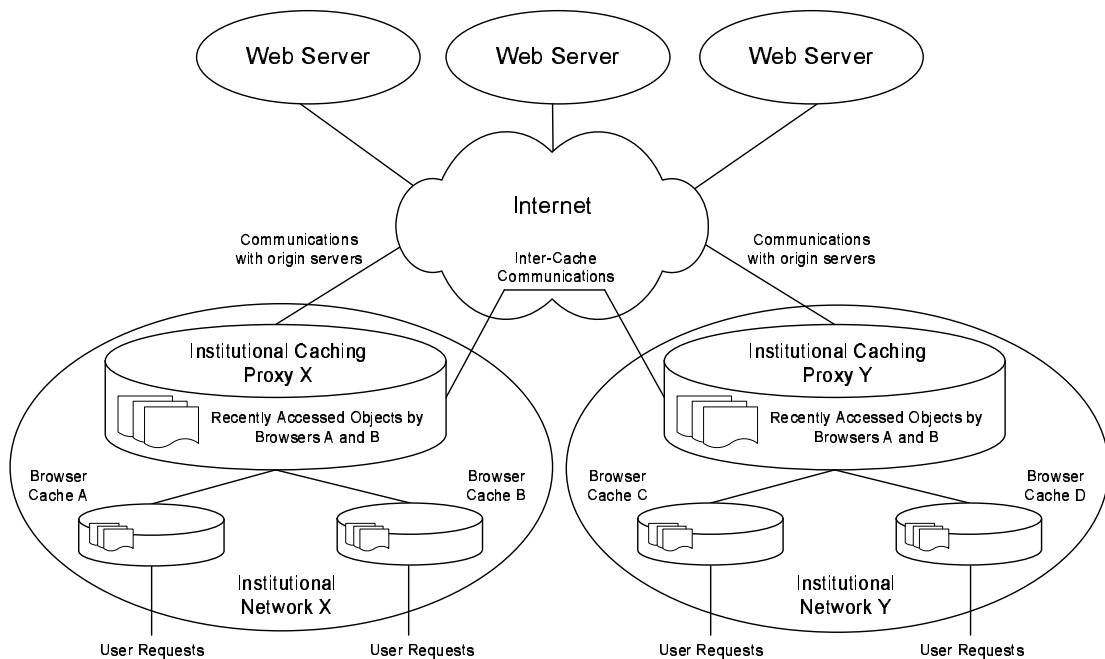 Web Server
Web Server
Web Server
Internet
Communications
with origin servers
Inter-Cache
Communications
Communications
with origin servers
Institutional Caching
Proxy X
Recently Accessed Objects by
Browsers A and B
Institutional Caching
Proxy Y
Recently Accessed Objects by
Browsers A and B
Browser
Cache A
Browser
Cache B
Browser
Cache C
Browser
Cache D
Institutional
Network X
Institutional
Network Y
User Requests
User Requests
User Requests
User Requests